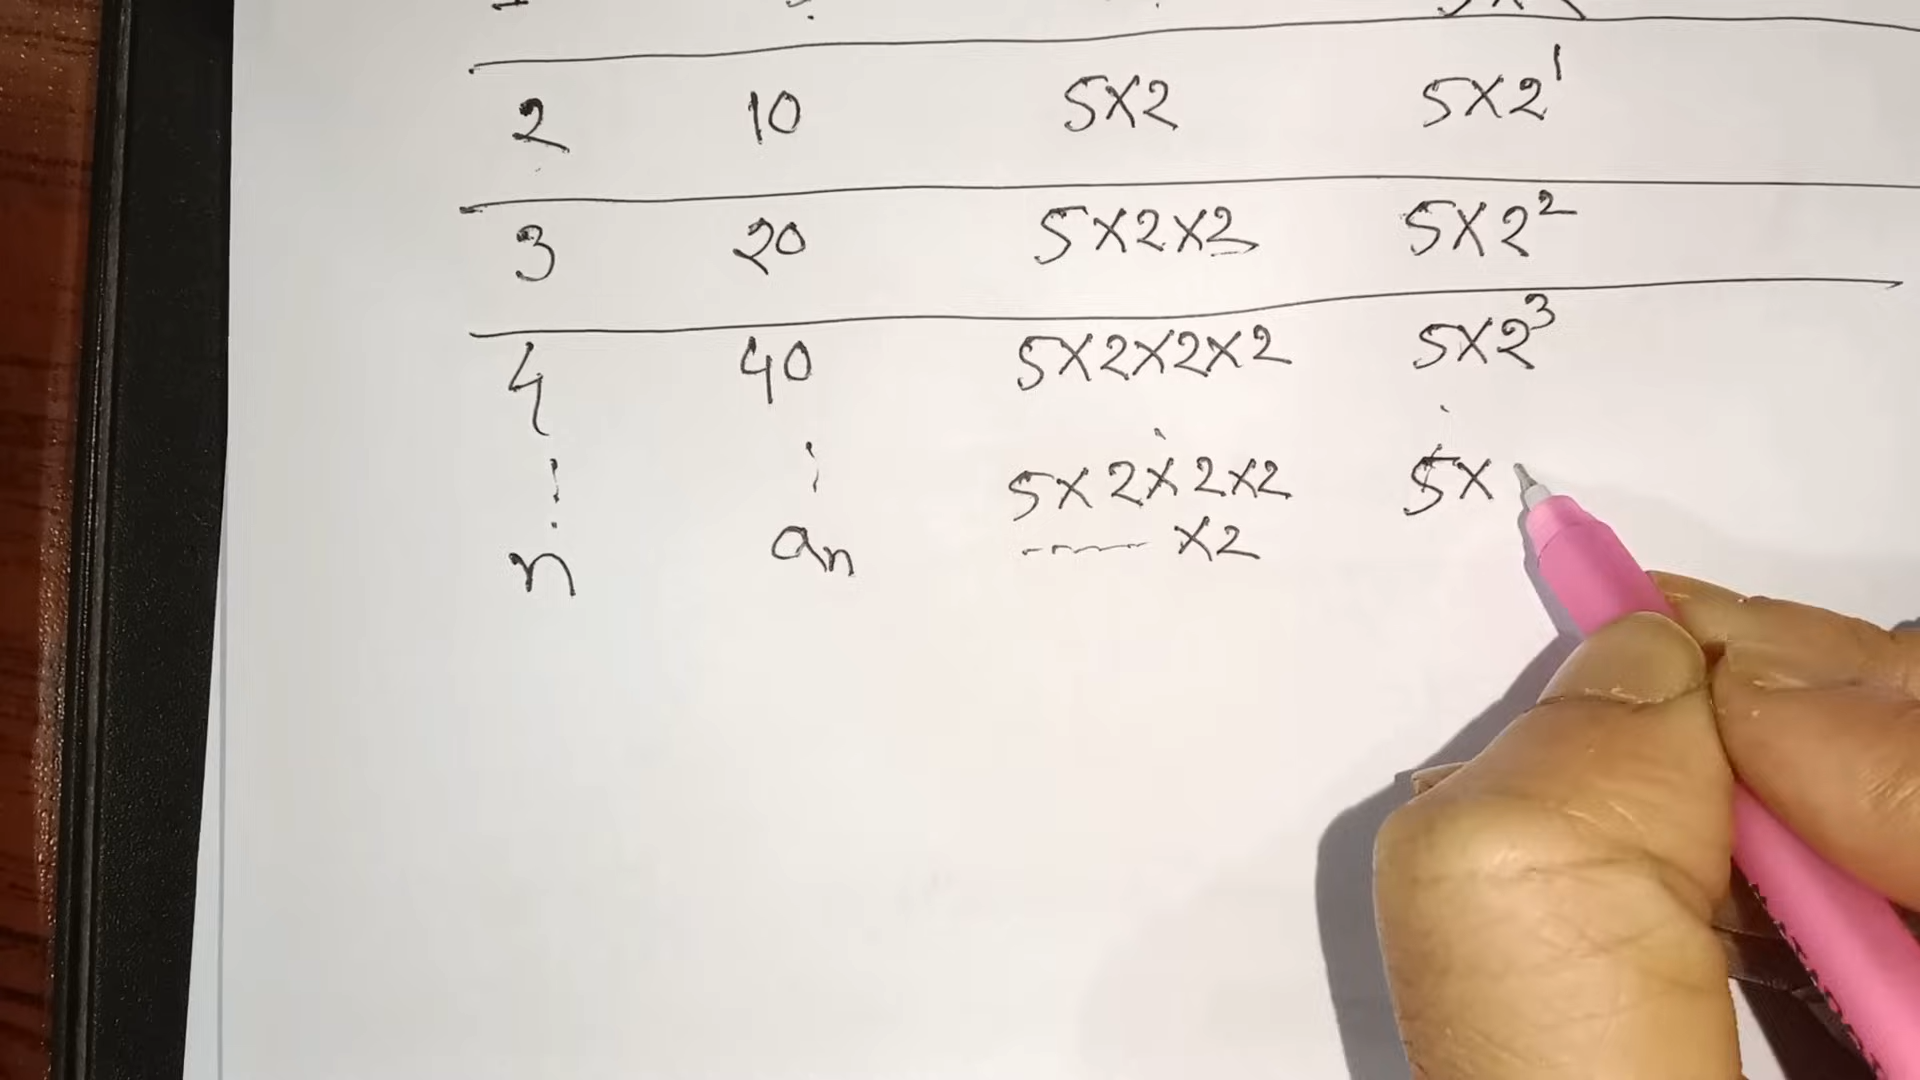 2 10 5X2 5X2¹
3 20 5X2X2 5X2²
4 40 5X2X2X2 5X2³
⋮ ⋮ 5X2X2X2 5X
n aₙ ------ X2